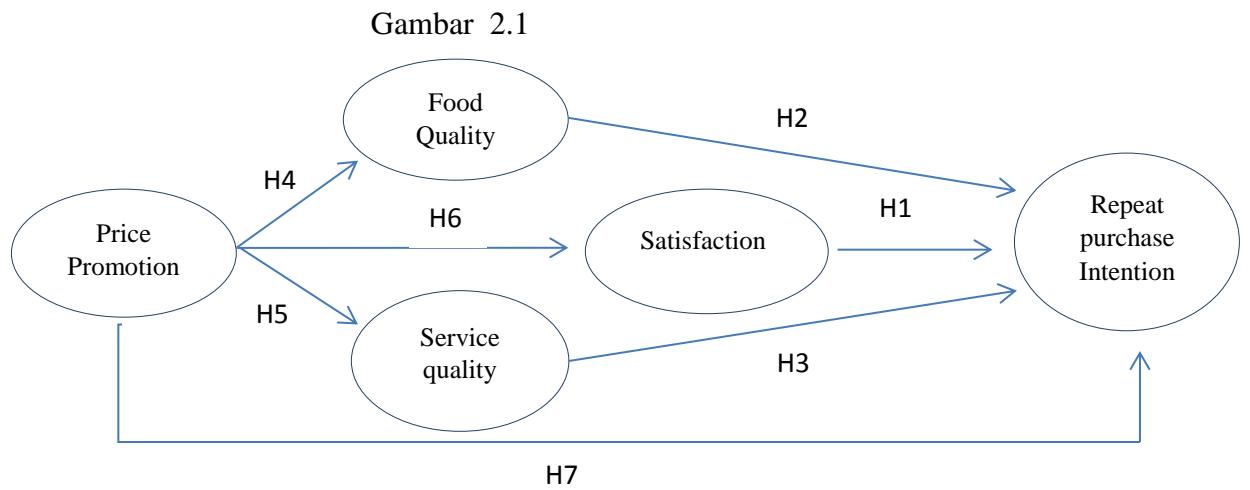 Gambar 2.1
Food
Quality
H2
H4
H6
H1
Price
Promotion
Satisfaction
Repeat
purchase
Intention
H5
Service
quality
H3
H7